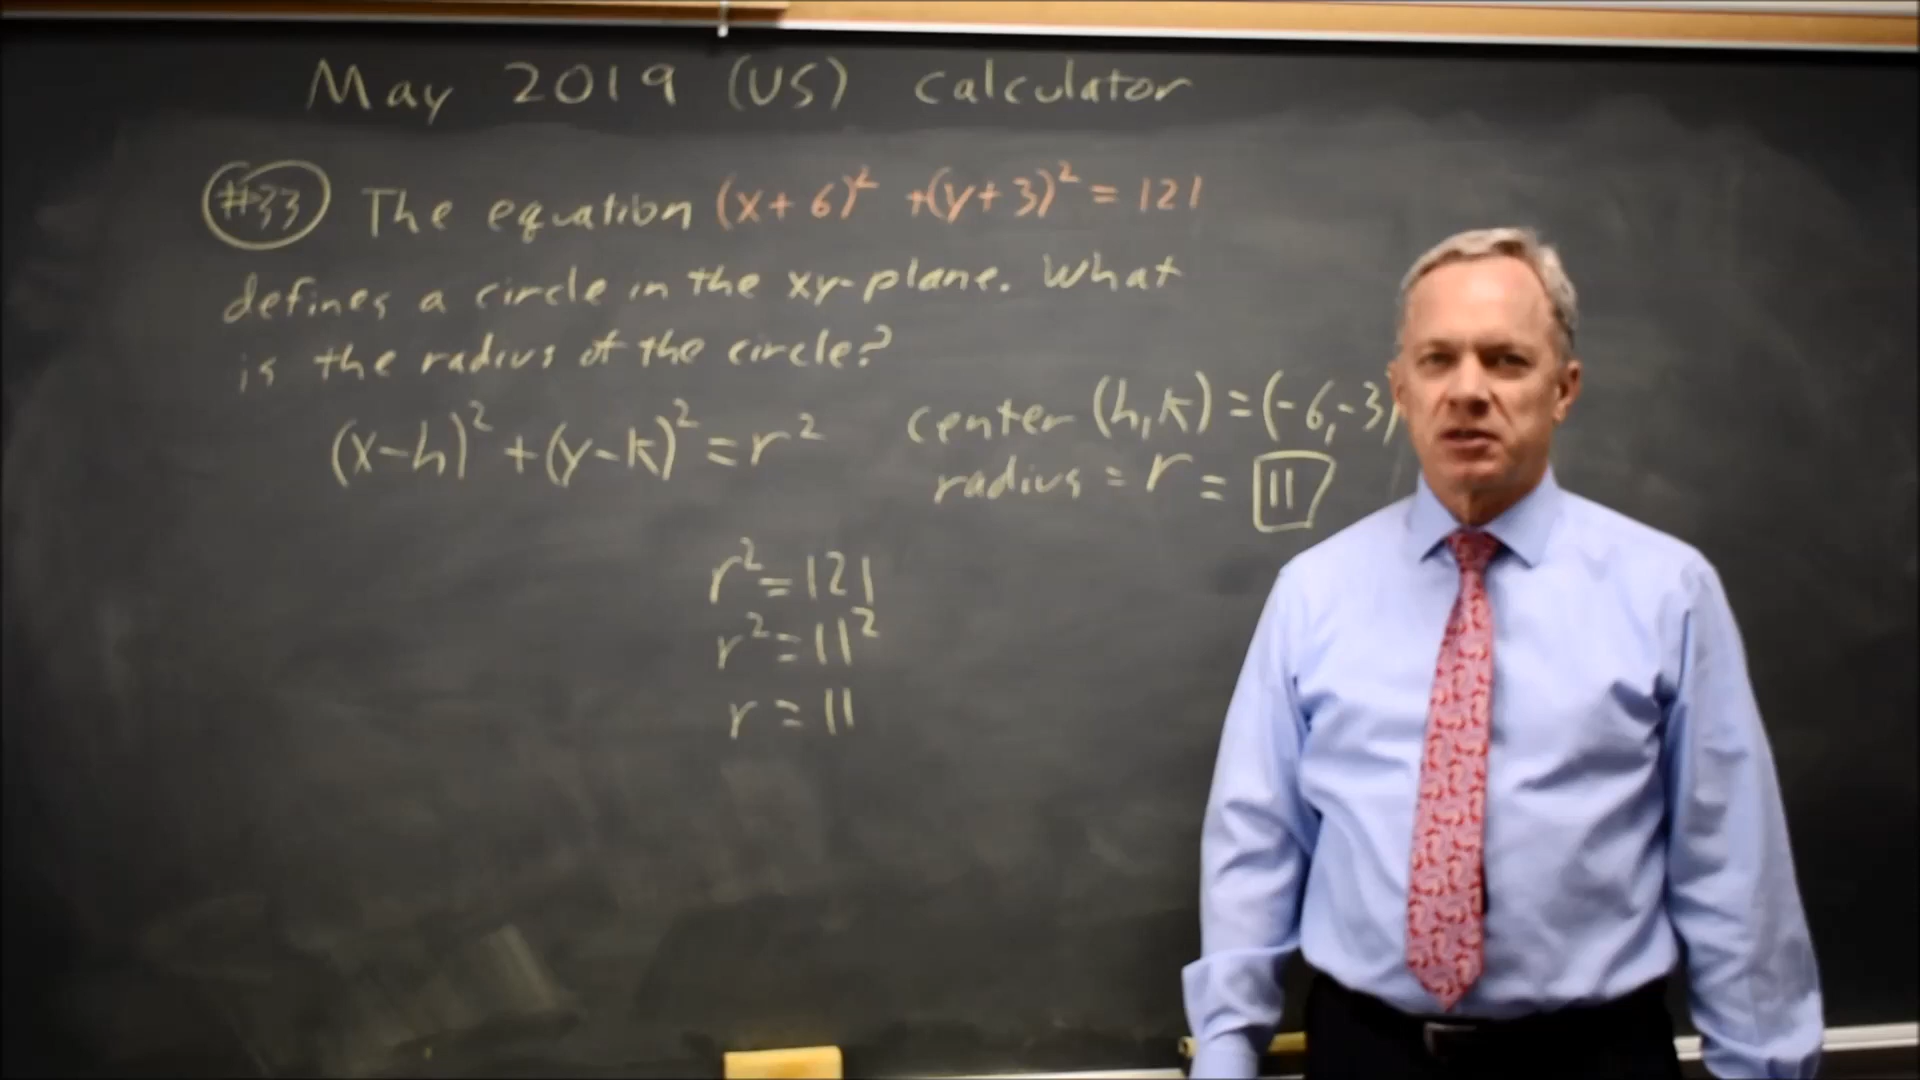 May 2019 (US) Calculator
#33 The equation (x+6)² +(y+3)² = 121
defines a circle in the xy-plane. What
is the radius of the circle?
(x-h)² +(y-k)² = r²
center (h,k) = (-6,-3)
radius = r = 11
r² = 121
r² = 11²
r = 11